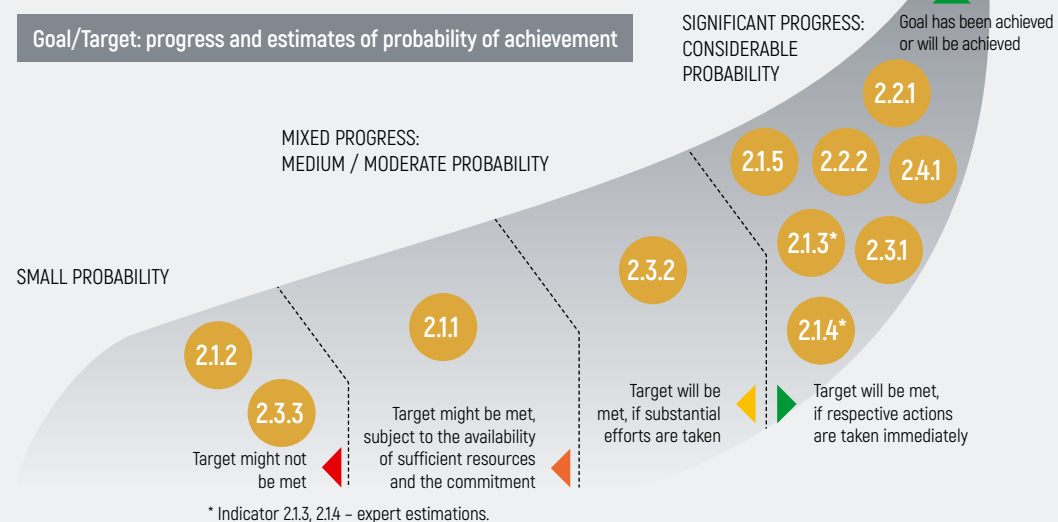 Goal/Target: progress and estimates of probability of achievement
SIGNIFICANT PROGRESS:
CONSIDERABLE
PROBABILITY
Goal has been achieved
or will be achieved
MIXED PROGRESS:
MEDIUM / MODERATE PROBABILITY
SMALL PROBABILITY
2.2.1
2.1.5
2.2.2
2.4.1
2.1.3*
2.3.1
2.3.2
2.1.1
2.1.4*
2.1.2
2.3.3
Target might not
be met
Target might be met,
subject to the availability
of sufficient resources
and the commitment
Target will be
met, if substantial
efforts are taken
Target will be met,
if respective actions
are taken immediately
* Indicator 2.1.3, 2.1.4 – expert estimations.